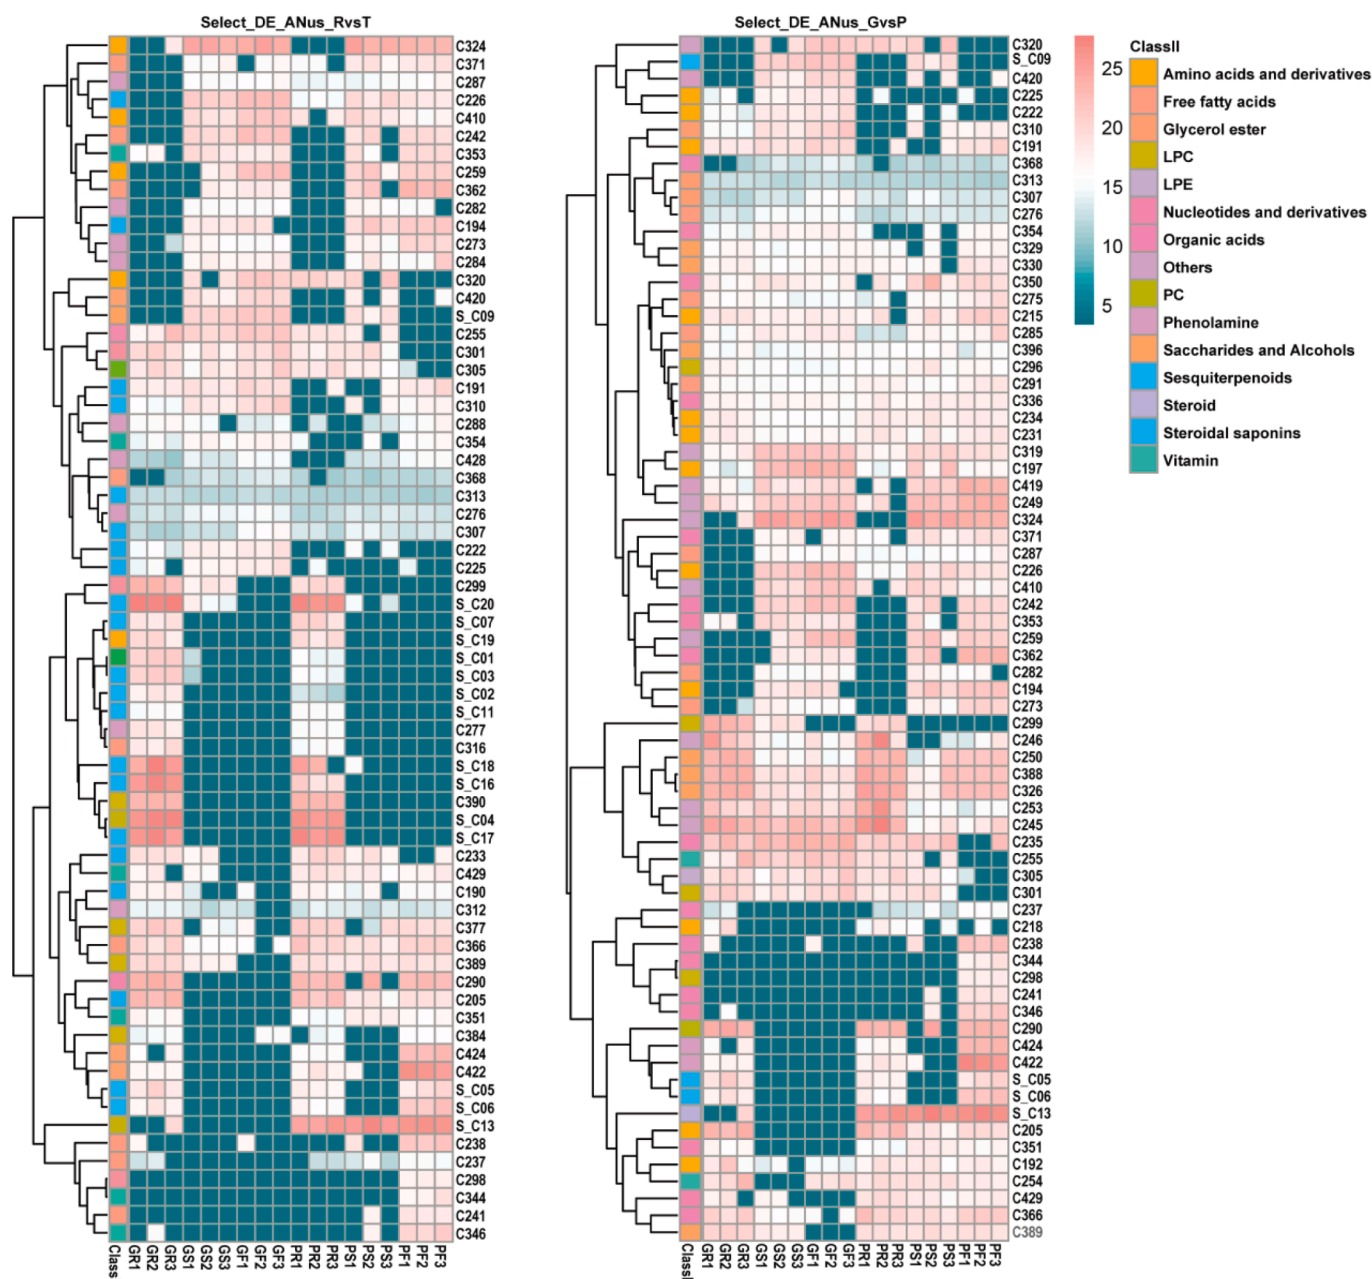 Select_DE_ANus_RvsT
C324
C371
C287
C226
C410
C242
C353
C259
C362
C282
C194
C273
C284
C320
C420
S_C09
C255
C301
C305
C191
C310
C288
C354
C428
C368
C313
C276
C307
C222
C225
C299
S_C20
S_C07
S_C19
S_C01
S_C03
S_C02
S_C11
C277
C316
S_C18
S_C16
C390
S_C04
S_C17
C233
C429
C190
C312
C377
C366
C389
C290
C205
C351
C384
C424
C422
S_C05
S_C06
S_C13
C238
C237
C298
C344
C241
C346
Class
GR1
GR2
GR3
GS1
GS2
GS3
GF1
GF2
GF3
PR1
PR2
PR3
PS1
PS2
PS3
PF1
PF2
PF3
Select_DE_ANus_GvsP
C320
S_C09
C420
C225
C222
C310
C191
C368
C313
C307
C276
C354
C329
C330
C350
C275
C215
C285
C396
C296
C291
C336
C234
C231
C319
C197
C419
C249
C324
C371
C287
C226
C410
C242
C353
C259
C362
C282
C194
C273
C299
C246
C250
C388
C326
C253
C245
C235
C255
C305
C301
C237
C218
C238
C344
C298
C241
C346
C290
C424
C422
S_C05
S_C06
S_C13
C205
C351
C192
C254
C429
C366
C389
ClassI
GR1
GR2
GR3
GS1
GS2
GS3
GF1
GF2
GF3
PR1
PR2
PR3
PS1
PS2
PS3
PF1
PF2
PF3
25
20
15
10
5
ClassII
Amino acids and derivatives
Free fatty acids
Glycerol ester
LPC
LPE
Nucleotides and derivatives
Organic acids
Others
PC
Phenolamine
Saccharides and Alcohols
Sesquiterpenoids
Steroid
Steroidal saponins
Vitamin